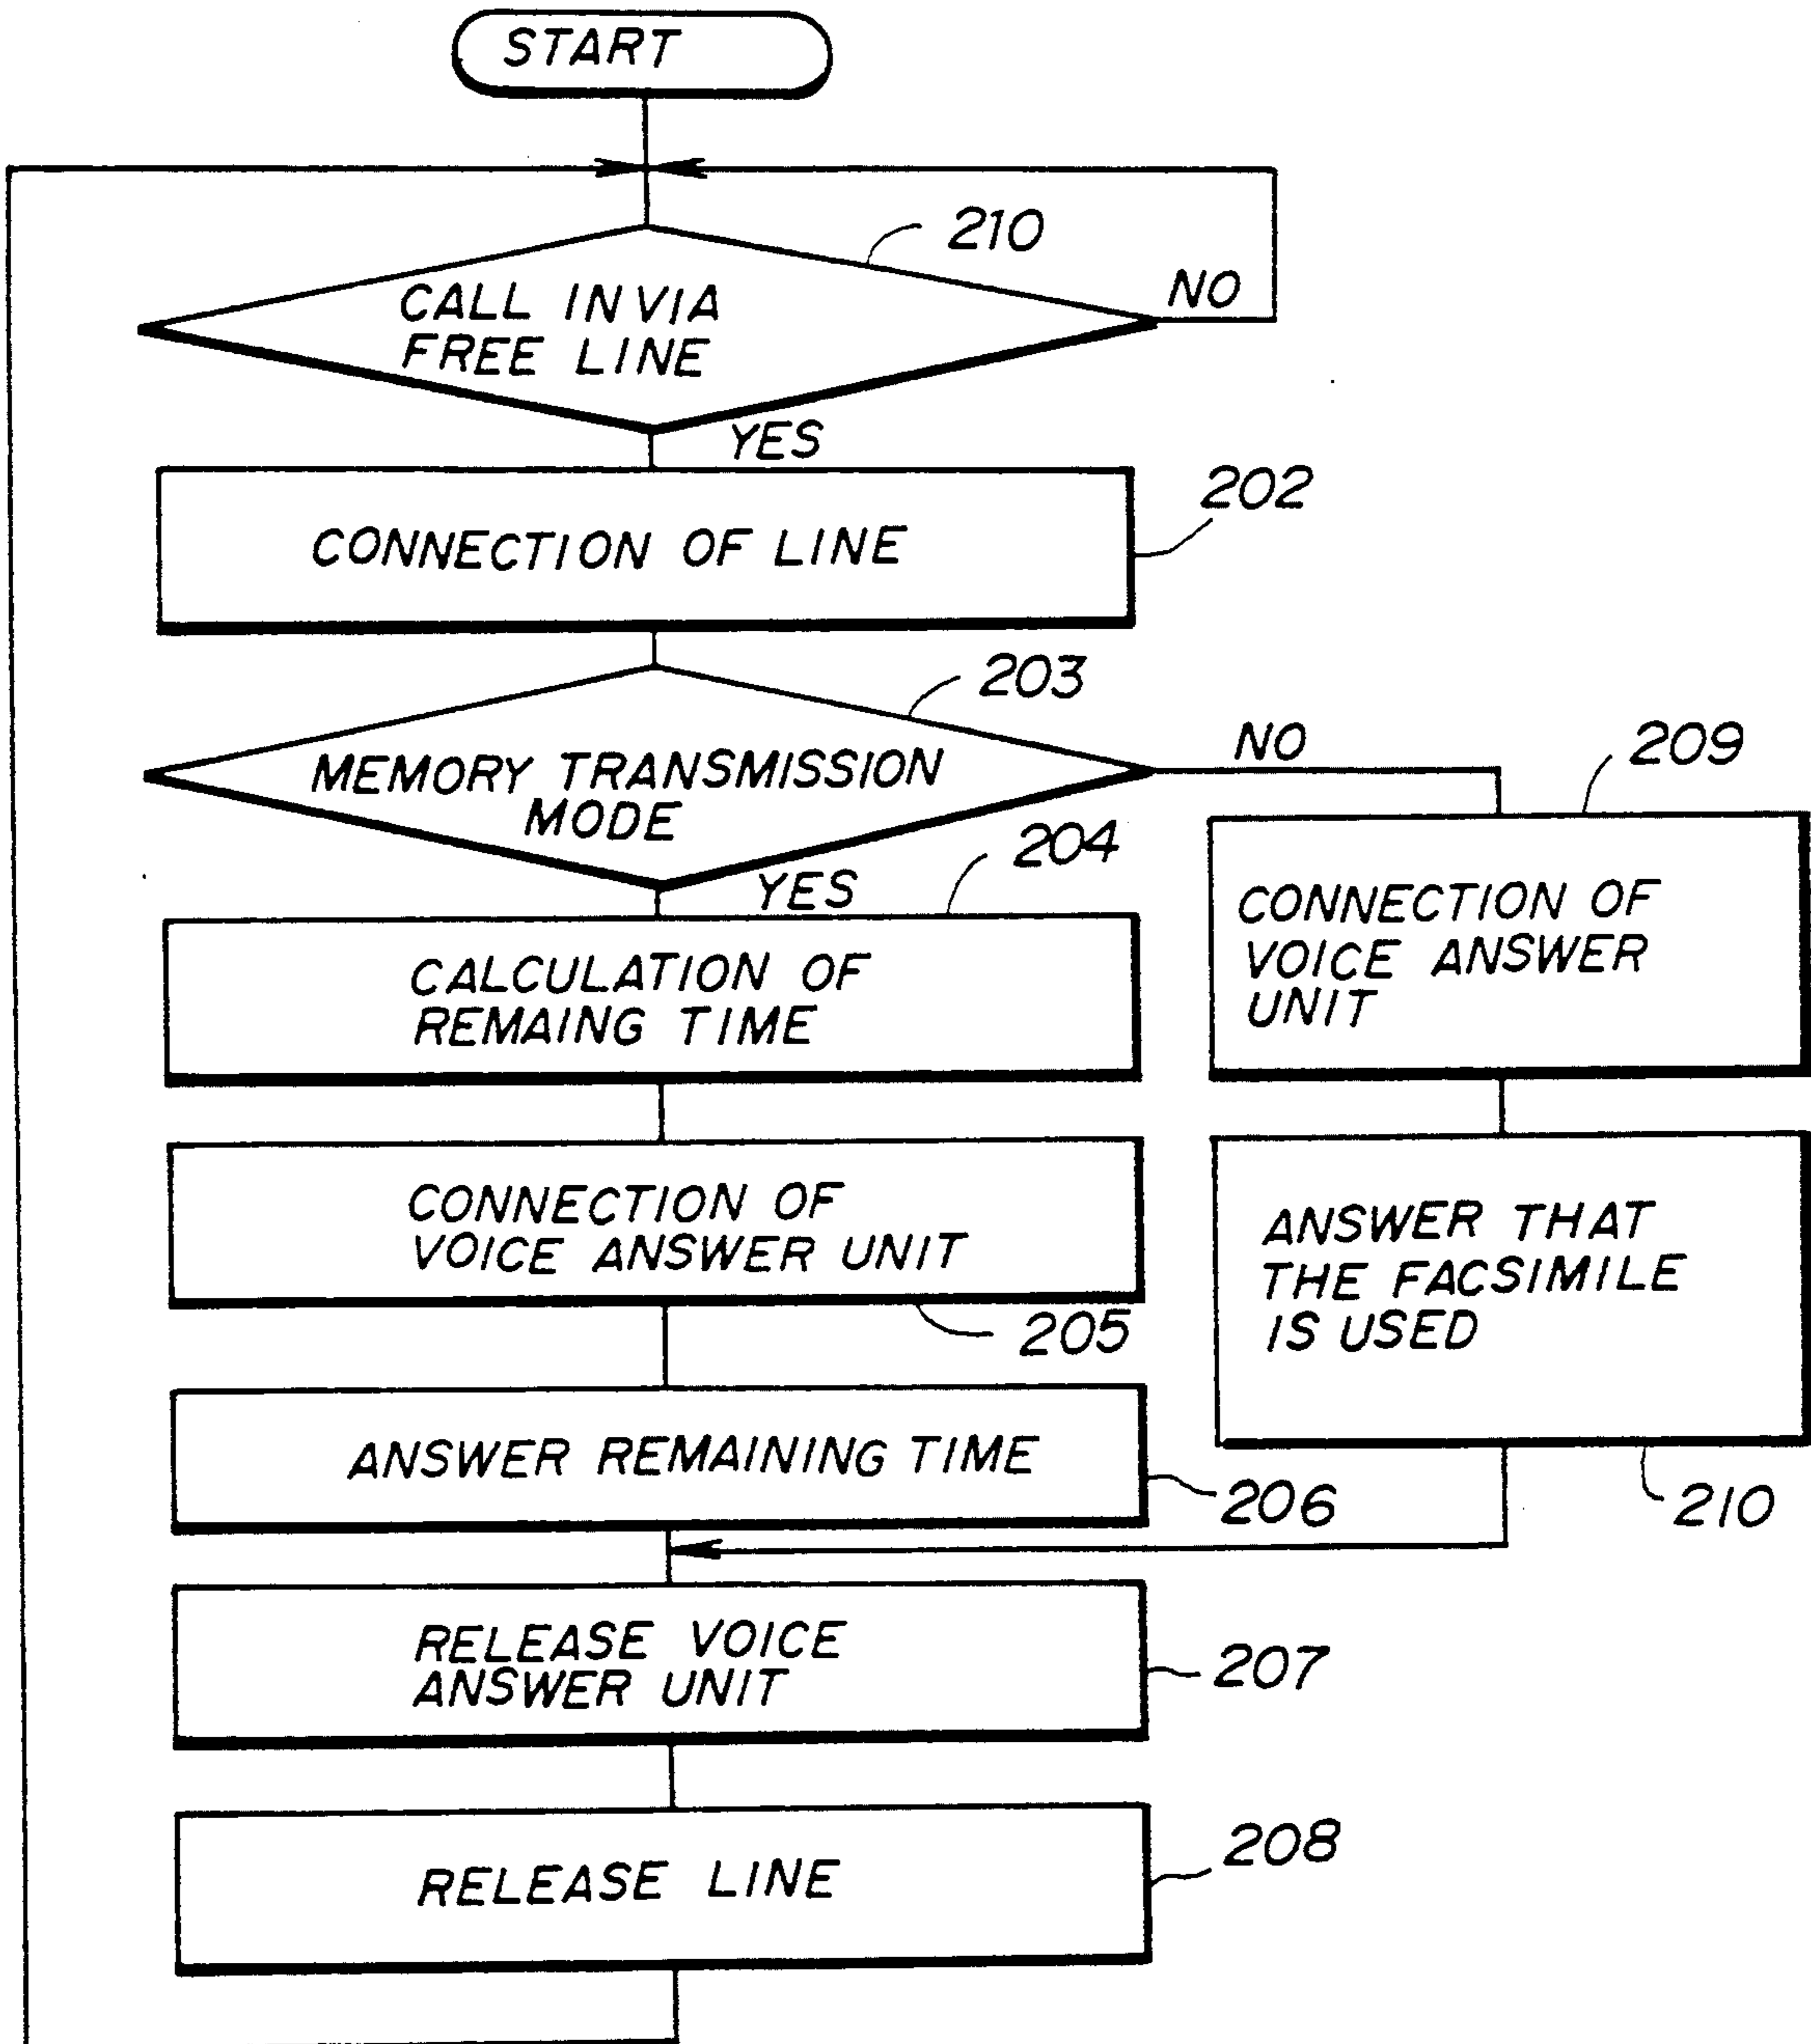 START
210
CALL IN VIA
FREE LINE
NO
YES
202
CONNECTION OF LINE
203
MEMORY TRANSMISSION
MODE
NO
209
204
YES
CONNECTION OF
VOICE ANSWER
UNIT
CALCULATION OF
REMAING TIME
CONNECTION OF
VOICE ANSWER UNIT
205
ANSWER THAT
THE FACSIMILE
IS USED
210
ANSWER REMAINING TIME
206
RELEASE VOICE
ANSWER UNIT
207
RELEASE LINE
208